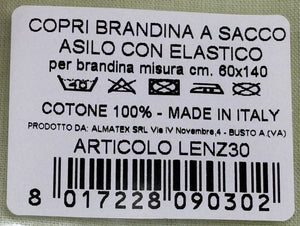 COPRI BRANDINA A SACCO
ASILO CON ELASTICO
per brandina misura cm. 60x140
COTONE 100% - MADE IN ITALY
PRODOTTO DA: ALMATEX SRL Via IV Novembre,4 - BUSTO A.(VA)
ARTICOLO LENZ30
8 017228 090302